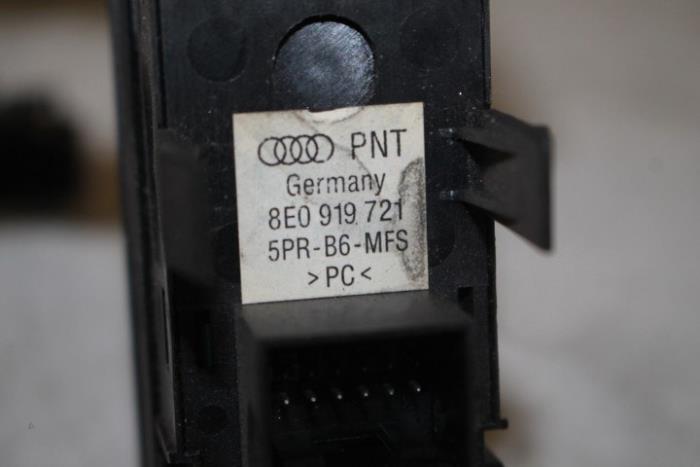 PNT
Germany
8E0 919 721
5PR-B6-MFS
>PC<